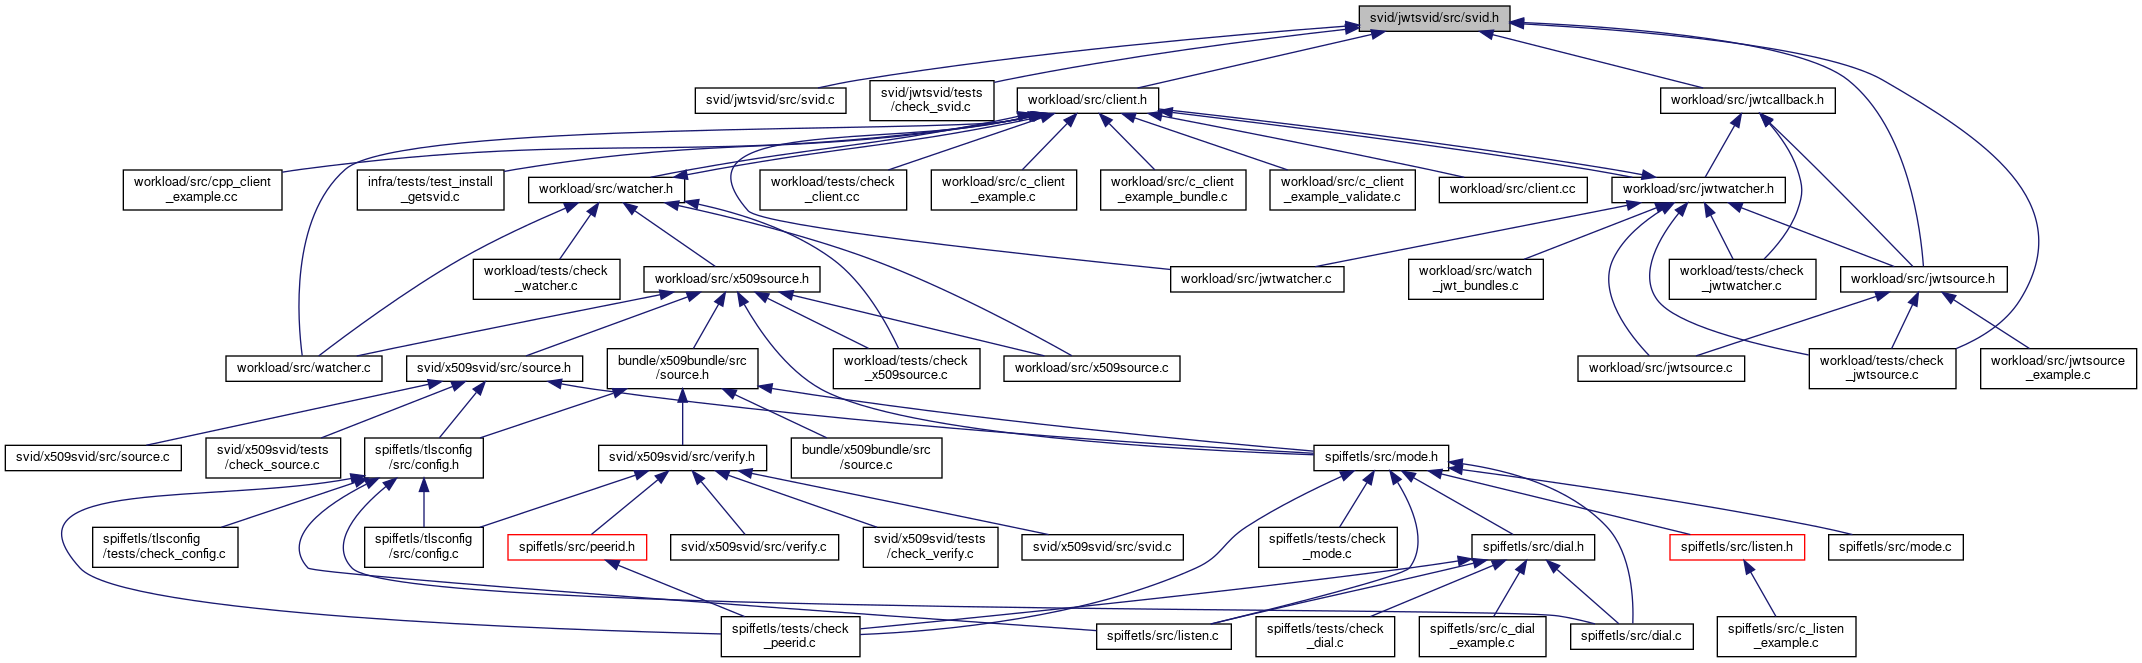 svid/jwtsvid/src/svid.h
svid/jwtsvid/src/svid.c
svid/jwtsvid/tests
/check_svid.c
workload/src/client.h
workload/src/jwtcallback.h
workload/src/cpp_client
_example.cc
infra/tests/test_install
_getsvid.c
workload/src/watcher.h
workload/tests/check
_client.cc
workload/src/c_client
_example.c
workload/src/c_client
_example_bundle.c
workload/src/c_client
_example_validate.c
workload/src/client.cc
workload/src/jwtwatcher.h
workload/tests/check
_watcher.c
workload/src/x509source.h
workload/src/jwtwatcher.c
workload/src/watch
_jwt_bundles.c
workload/tests/check
_jwtwatcher.c
workload/src/jwtsource.h
workload/src/watcher.c
svid/x509svid/src/source.h
bundle/x509bundle/src
/source.h
workload/tests/check
_x509source.c
workload/src/x509source.c
workload/src/jwtsource.c
workload/tests/check
_jwtsource.c
workload/src/jwtsource
_example.c
svid/x509svid/src/source.c
svid/x509svid/tests
/check_source.c
spiffetls/tlsconfig
/src/config.h
svid/x509svid/src/verify.h
bundle/x509bundle/src
/source.c
spiffetls/src/mode.h
spiffetls/tlsconfig
/tests/check_config.c
spiffetls/tlsconfig
/src/config.c
spiffetls/src/peerid.h
svid/x509svid/src/verify.c
svid/x509svid/tests
/check_verify.c
svid/x509svid/src/svid.c
spiffetls/tests/check
_mode.c
spiffetls/src/dial.h
spiffetls/src/listen.h
spiffetls/src/mode.c
spiffetls/tests/check
_peerid.c
spiffetls/src/listen.c
spiffetls/tests/check
_dial.c
spiffetls/src/c_dial
_example.c
spiffetls/src/dial.c
spiffetls/src/c_listen
_example.c